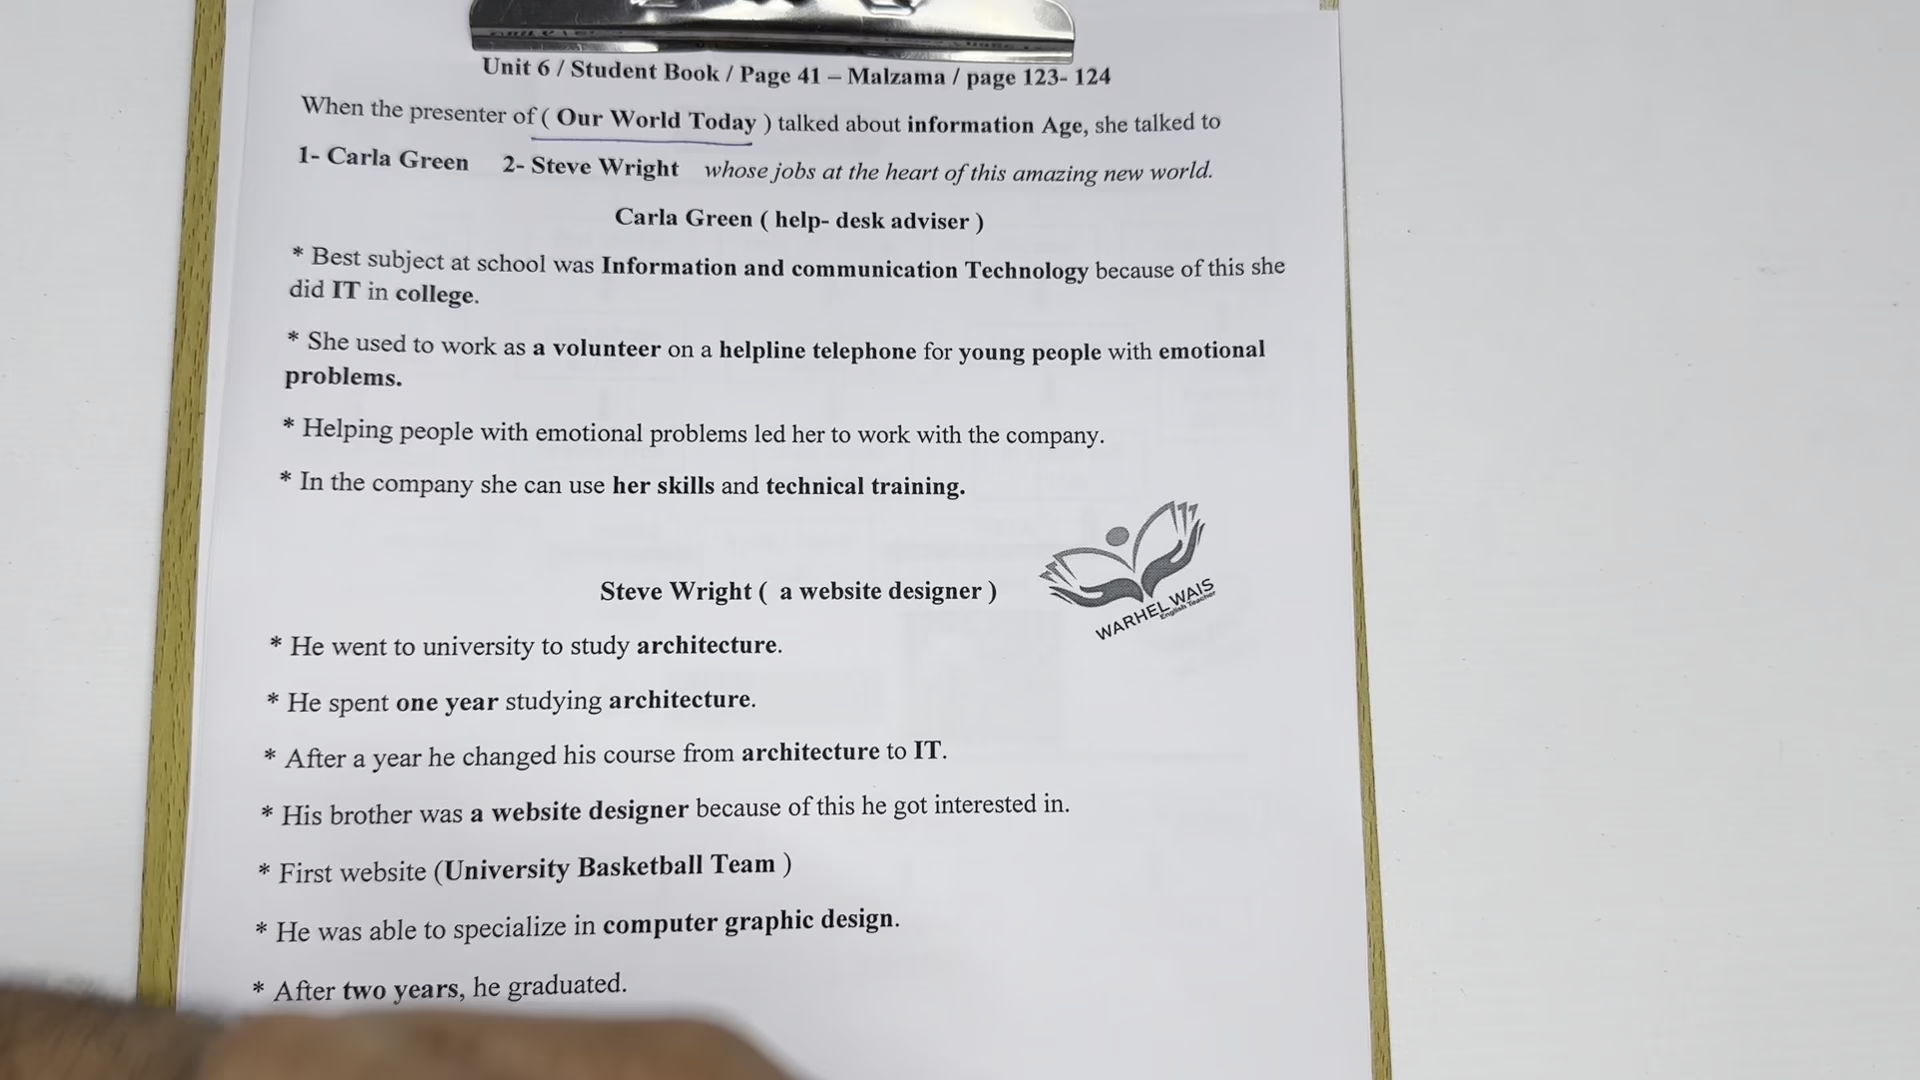 Unit 6 / Student Book / Page 41 – Malzama / page 123- 124
When the presenter of ( Our World Today ) talked about information Age, she talked to
1- Carla Green 2- Steve Wright whose jobs at the heart of this amazing new world.
Carla Green ( help- desk adviser )
* Best subject at school was Information and communication Technology because of this she
did IT in college.
* She used to work as a volunteer on a helpline telephone for young people with emotional
problems.
* Helping people with emotional problems led her to work with the company.
* In the company she can use her skills and technical training.
WARHEL WAIS
English Teacher
Steve Wright ( a website designer )
* He went to university to study architecture.
* He spent one year studying architecture.
* After a year he changed his course from architecture to IT.
* His brother was a website designer because of this he got interested in.
* First website (University Basketball Team )
* He was able to specialize in computer graphic design.
* After two years, he graduated.